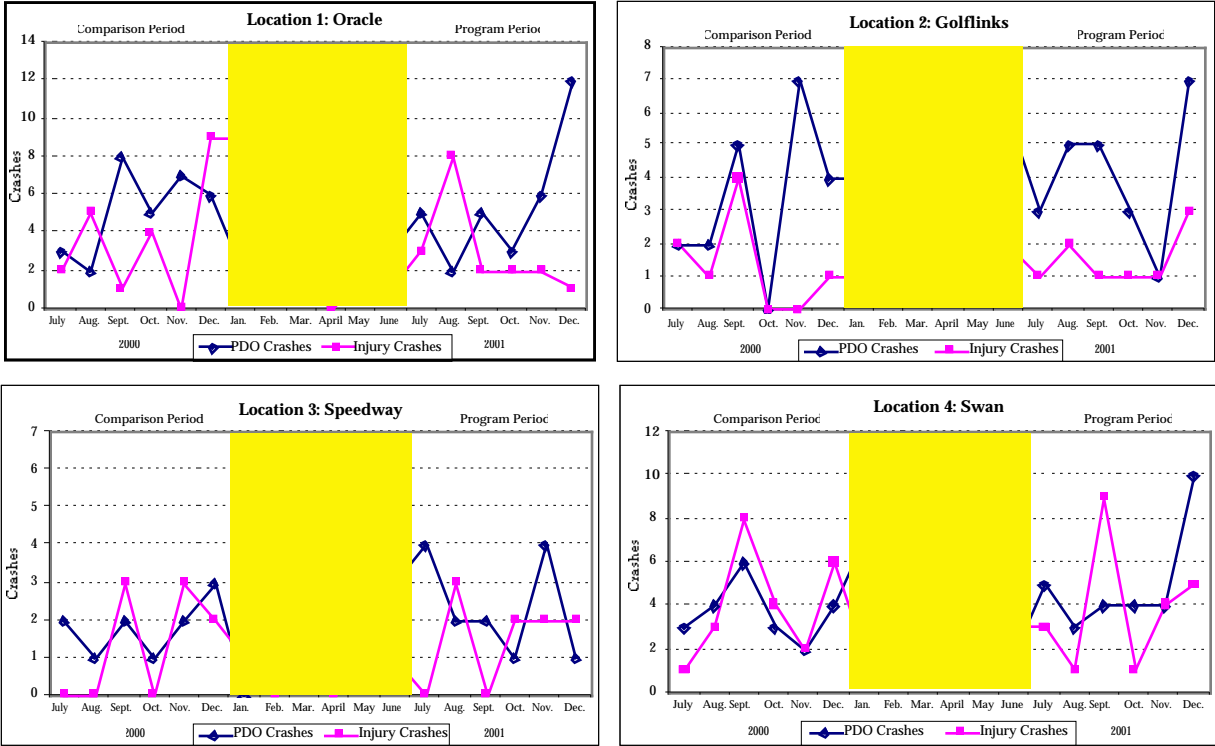 Location 1: Oracle
Comparison Period
Program Period
14
12
10
8
6
4
2
0
Crashes
July Aug. Sept. Oct. Nov. Dec. Jan. Feb. Mar. April May June July Aug. Sept. Oct. Nov. Dec.
2000
2001
PDO Crashes
Injury Crashes
Location 2: Golflinks
Comparison Period
Program Period
8
7
6
5
4
3
2
1
0
Crashes
July Aug. Sept. Oct. Nov. Dec. Jan. Feb. Mar. April May June July Aug. Sept. Oct. Nov. Dec.
2000
2001
PDO Crashes
Injury Crashes
Location 3: Speedway
Comparison Period
Program Period
7
6
5
4
3
2
1
0
Crashes
July Aug. Sept. Oct. Nov. Dec. Jan. Feb. Mar. April May June July Aug. Sept. Oct. Nov. Dec.
2000
2001
PDO Crashes
Injury Crashes
Location 4: Swan
Comparison Period
Program Period
12
10
8
6
4
2
0
Crashes
July Aug. Sept. Oct. Nov. Dec. Jan. Feb. Mar. April May June July Aug. Sept. Oct. Nov. Dec.
2000
2001
PDO Crashes
Injury Crashes